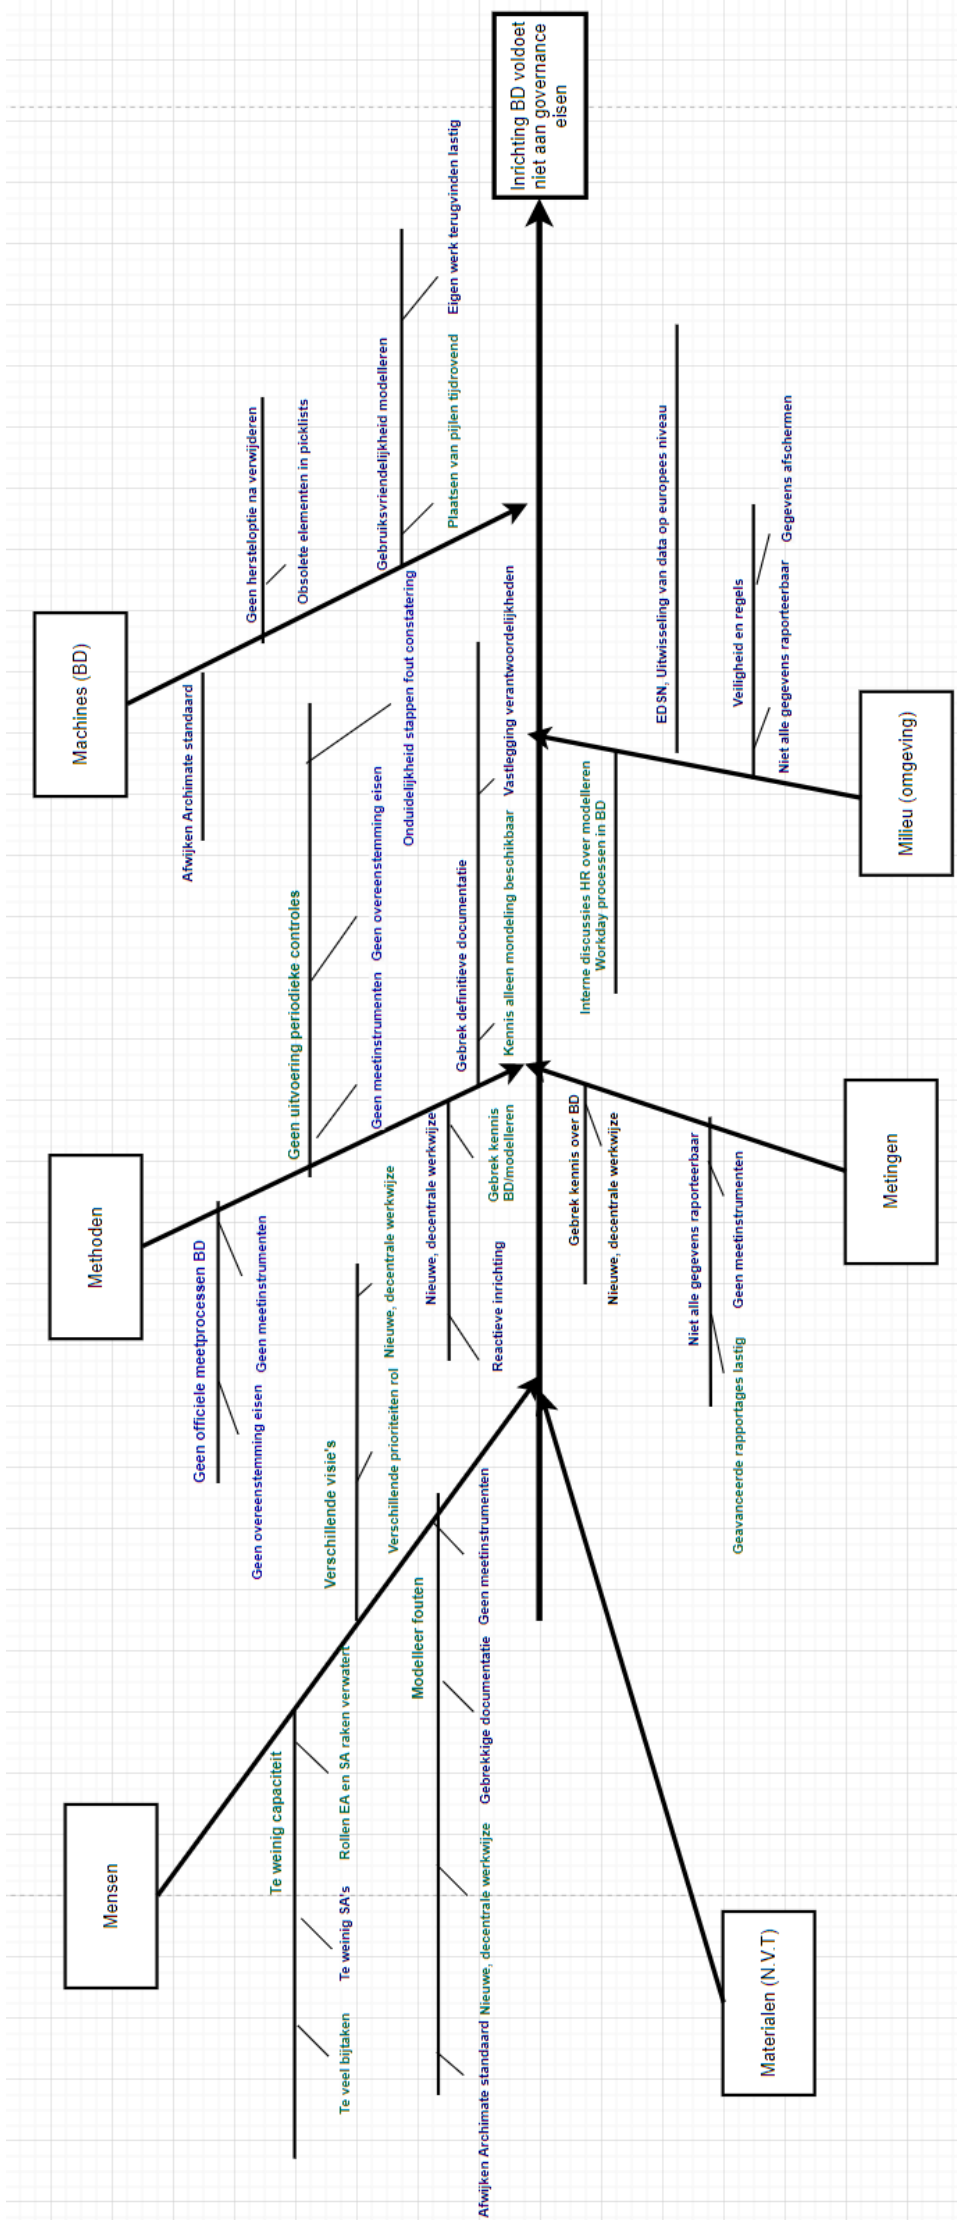 Mensen
Te weinig capaciteit
Te veel bijtaken
Te weinig SA's
Rollen EA en SA raken verwatert
Verschillende visie's
Verschillende prioriteiten rol
Nieuwe, decentrale werkwijze
Modelleer fouten
Afwijken Archimate standaard
Nieuwe, decentrale werkwijze
Gebrekkige documentatie
Geen meetinstrumenten
Methoden
Geen officiele meetprocessen BD
Geen overeenstemming eisen
Geen meetinstrumenten
Geen uitvoering periodieke controles
Geen meetinstrumenten
Geen overeenstemming eisen
Onduidelijkheid stappen fout constatering
Nieuwe, decentrale werkwijze
Reactieve inrichting
Gebrek kennis
BD/modelleren
Gebrek definitieve documentatie
Kennis alleen mondeling beschikbaar
Vastlegging verantwoordelijkheden
Machines (BD)
Afwijken Archimate standaard
Geen hersteloptie na verwijderen
Obsolete elementen in picklists
Gebruiksvriendelijkheid modelleren
Plaatsen van pijlen tijdrovend
Eigen werk terugvinden lastig
Inrichting BD voldoet
niet aan governance
eisen
Materialen (N.V.T)
Metingen
Gebrek kennis over BD
Nieuwe, decentrale werkwijze
Niet alle gegevens raporteerbaar
Geavanceerde rapportages lastig
Geen meetinstrumenten
Milieu (omgeving)
Interne discussies HR over modelleren
Workday processen in BD
EDSN, Uitwisseling van data op europees niveau
Veiligheid en regels
Niet alle gegevens raporteerbaar
Gegevens afschermen